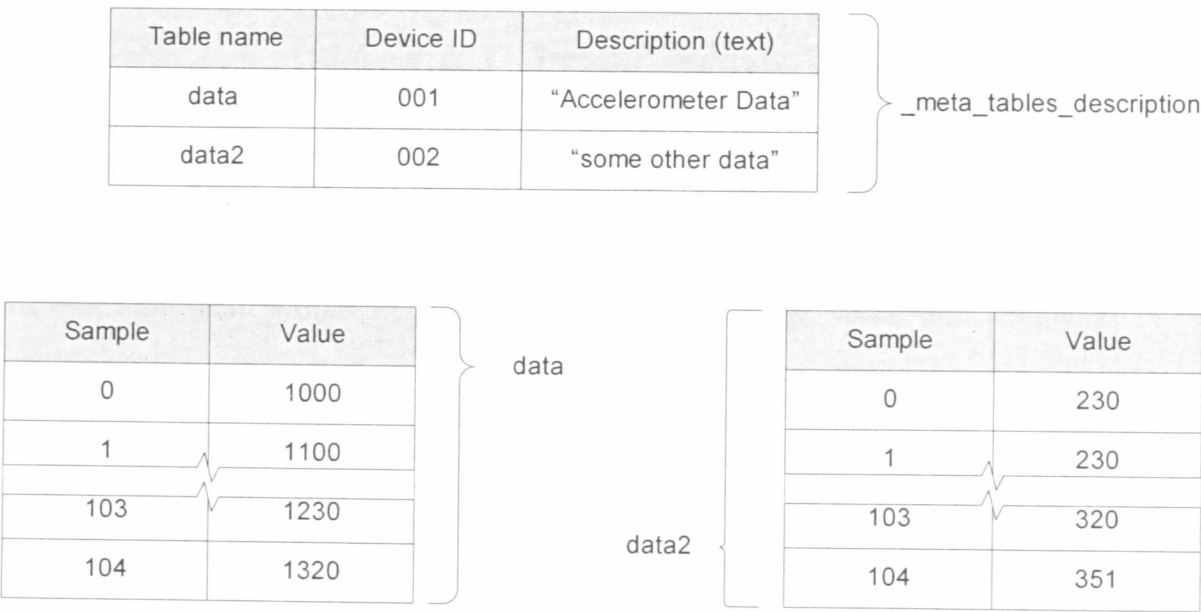 Table name Device ID Description (text)
data 001 “Accelerometer Data”
data2 002 “some other data”
_meta_tables_description
Sample Value
0 1000
1 1100
103 1230
104 1320
data
Sample Value
0 230
1 230
103 320
104 351
data2